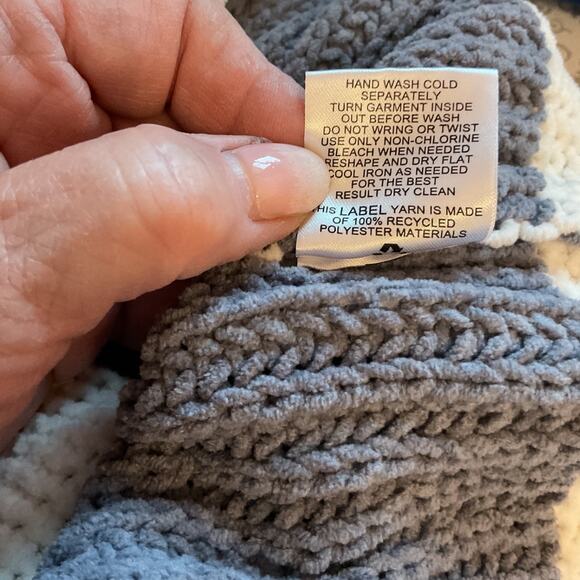 HAND WASH COLD
SEPARATELY
TURN GARMENT INSIDE
OUT BEFORE WASH
DO NOT WRING OR TWIST
USE ONLY NON-CHLORINE
BLEACH WHEN NEEDED
RESHAPE AND DRY FLAT
COOL IRON AS NEEDED
FOR THE BEST
RESULT DRY CLEAN
THIS LABEL YARN IS MADE
OF 100% RECYCLED
POLYESTER MATERIALS